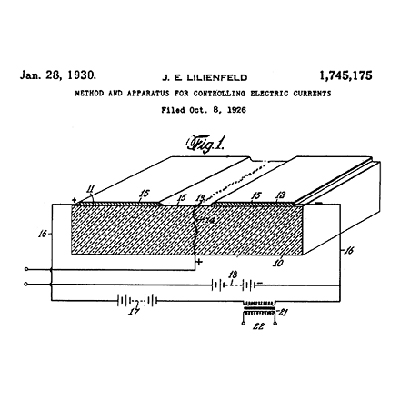 Jan. 28, 1930.
J. E. LILIENFELD
1,745,175
METHOD AND APPARATUS FOR CONTROLLING ELECTRIC CURRENTS
Filed Oct. 8, 1926
Fig. 1.
11 15 15 13 15 12
14
+ -
16 10 16
+
18
17 21
22